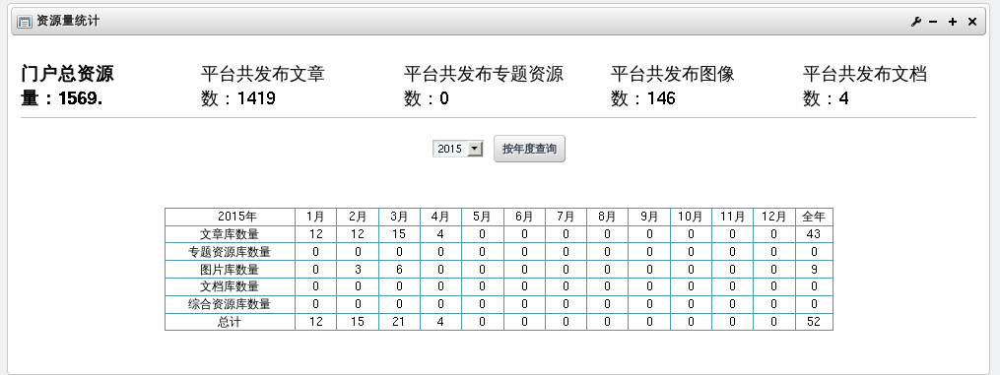 资源量统计
门户总资源
量：1569.
平台共发布文章
数：1419
平台共发布专题资源
数：0
平台共发布图像
数：146
平台共发布文档
数：4
2015 按年度查询
2015年 1月 2月 3月 4月 5月 6月 7月 8月 9月 10月 11月 12月 全年
文章库数量 12 12 15 4 0 0 0 0 0 0 0 0 43
专题资源库数量 0 0 0 0 0 0 0 0 0 0 0 0 0
图片库数量 0 3 6 0 0 0 0 0 0 0 0 0 9
文档库数量 0 0 0 0 0 0 0 0 0 0 0 0 0
综合资源库数量 0 0 0 0 0 0 0 0 0 0 0 0 0
总计 12 15 21 4 0 0 0 0 0 0 0 0 52